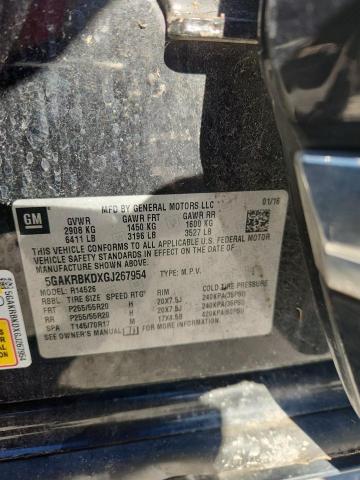 GM
MFD BY GENERAL MOTORS LLC 01/16
GVWR GAWR FRT GAWR RR
2908 KG 1450 KG 1600 KG
6411 LB 3196 LB 3527 LB
THIS VEHICLE CONFORMS TO ALL APPLICABLE U.S. FEDERAL MOTOR
VEHICLE SAFETY STANDARDS IN EFFECT ON THE DATE OF
MANUFACTURE SHOWN ABOVE.
5GAKRBKDXGJ267954 TYPE: M.P.V.
MODEL: R14526
RBL: TIRE SIZE SPEED RTG RIM COLD TIRE PRESSURE
FRT P255/55R20 H 20X7.5J 240KPA(35PSI)
RR P255/55R20 H 20X7.5J 240KPA(35PSI)
SPA T145/70R17 M 17X4.5B 420KPA(60PSI)
SEE OWNER'S MANUAL FOR ADDITIONAL INFORMATION.
5GAKRBKDXGJ267954